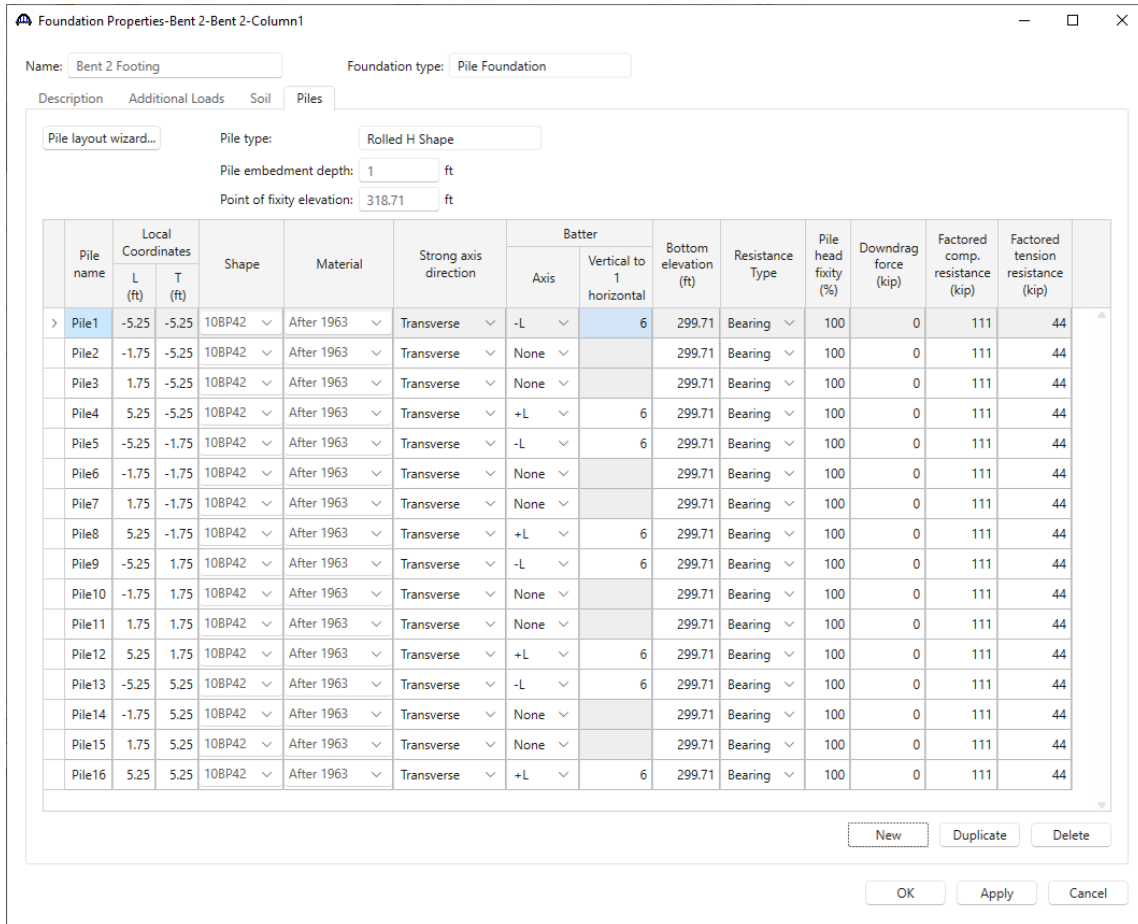 Foundation Properties-Bent 2-Bent 2-Column1
Name: Bent 2 Footing Foundation type: Pile Foundation
Description Additional Loads Soil Piles
Pile layout wizard... Pile type: Rolled H Shape
Pile embedment depth: 1 ft
Point of fixity elevation: 318.71 ft
Pile name Local Coordinates L (ft) T (ft) Shape Material Strong axis direction Batter Axis Vertical to 1 horizontal Bottom elevation (ft) Resistance Type Pile head fixity (%) Downdrag force (kip) Factored comp. resistance (kip) Factored tension resistance (kip)
Pile1 -5.25 -5.25 10BP42 After 1963 Transverse -L 6 299.71 Bearing 100 0 111 44
Pile2 -1.75 -5.25 10BP42 After 1963 Transverse None 299.71 Bearing 100 0 111 44
Pile3 1.75 -5.25 10BP42 After 1963 Transverse None 299.71 Bearing 100 0 111 44
Pile4 5.25 -5.25 10BP42 After 1963 Transverse +L 6 299.71 Bearing 100 0 111 44
Pile5 -5.25 -1.75 10BP42 After 1963 Transverse -L 6 299.71 Bearing 100 0 111 44
Pile6 -1.75 -1.75 10BP42 After 1963 Transverse None 299.71 Bearing 100 0 111 44
Pile7 1.75 -1.75 10BP42 After 1963 Transverse None 299.71 Bearing 100 0 111 44
Pile8 5.25 -1.75 10BP42 After 1963 Transverse +L 6 299.71 Bearing 100 0 111 44
Pile9 -5.25 1.75 10BP42 After 1963 Transverse -L 6 299.71 Bearing 100 0 111 44
Pile10 -1.75 1.75 10BP42 After 1963 Transverse None 299.71 Bearing 100 0 111 44
Pile11 1.75 1.75 10BP42 After 1963 Transverse None 299.71 Bearing 100 0 111 44
Pile12 5.25 1.75 10BP42 After 1963 Transverse +L 6 299.71 Bearing 100 0 111 44
Pile13 -5.25 5.25 10BP42 After 1963 Transverse -L 6 299.71 Bearing 100 0 111 44
Pile14 -1.75 5.25 10BP42 After 1963 Transverse None 299.71 Bearing 100 0 111 44
Pile15 1.75 5.25 10BP42 After 1963 Transverse None 299.71 Bearing 100 0 111 44
Pile16 5.25 5.25 10BP42 After 1963 Transverse +L 6 299.71 Bearing 100 0 111 44
New Duplicate Delete
OK Apply Cancel